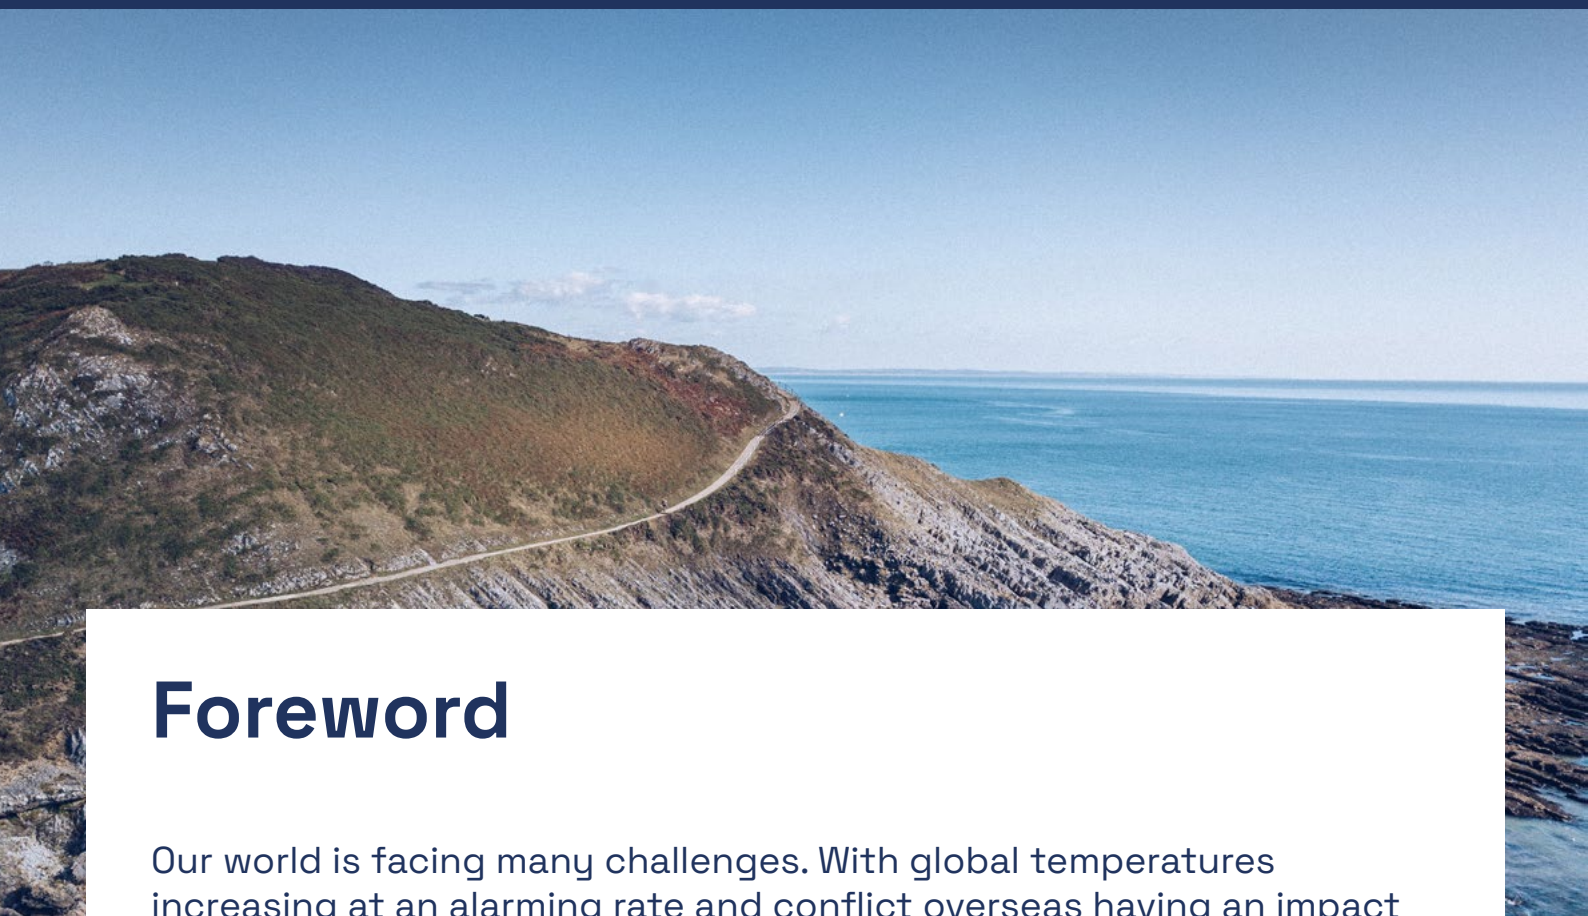 Foreword
Our world is facing many challenges. With global temperatures
increasing at an alarming rate and conflict overseas having an impact